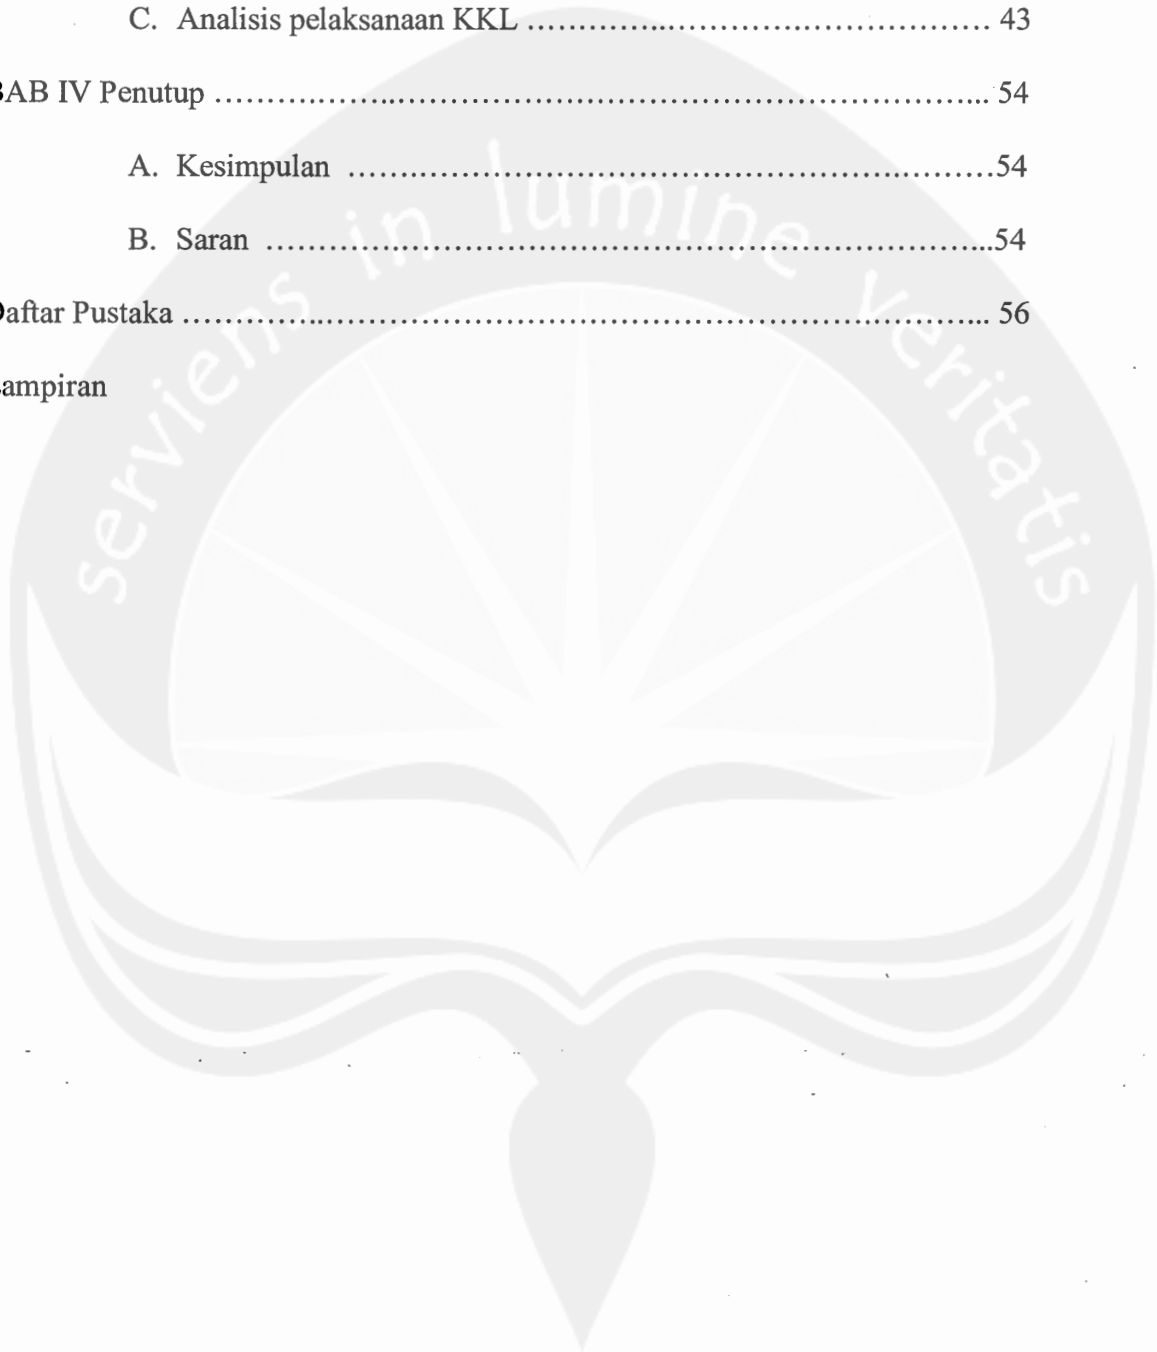 C. Analisis pelaksanaan KKL ................................................ 43
BAB IV Penutup ................................................................................ 54
A. Kesimpulan ..................................................................54
B. Saran ...........................................................................54
Daftar Pustaka ................................................................................... 56
Lampiran
serviens in lumine veritatis